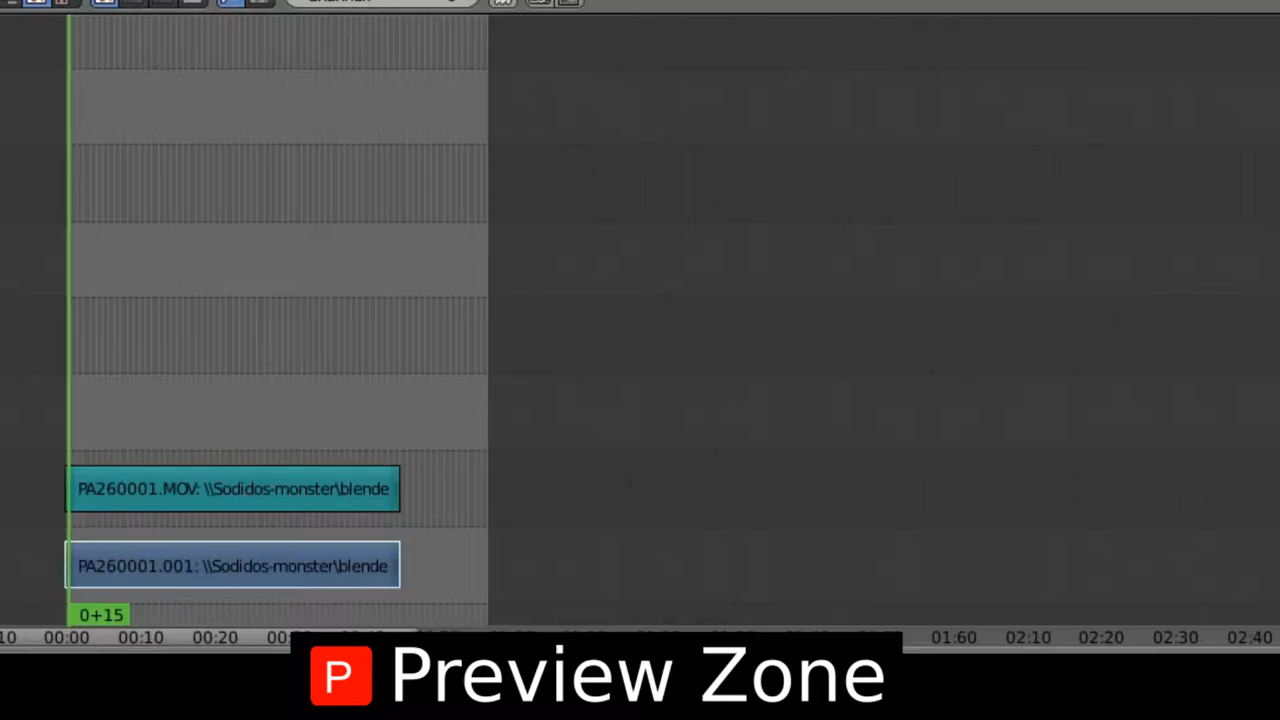 PA260001.MOV: \\Sodidos-monster\blende
PA260001.001: \\Sodidos-monster\blende
0+15
10 00:00 00:10 00:20 01:60 02:10 02:20 02:30 02:40
P Preview Zone